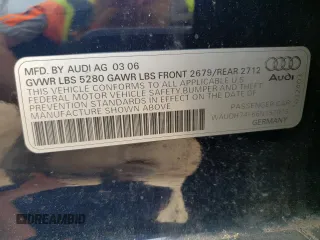 MFD. BY AUDI AG 03 06
GVWR LBS 5280 GAWR LBS FRONT 2679/REAR 2712
THIS VEHICLE CONFORMS TO ALL APPLICABLE U.S.
FEDERAL MOTOR VEHICLE SAFETY BUMPER AND THEFT
PREVENTION STANDARDS IN EFFECT ON THE DATE
OF MANUFACTURE SHOWN ABOVE.
Audi
PASSENGER CAR
DREAMBID